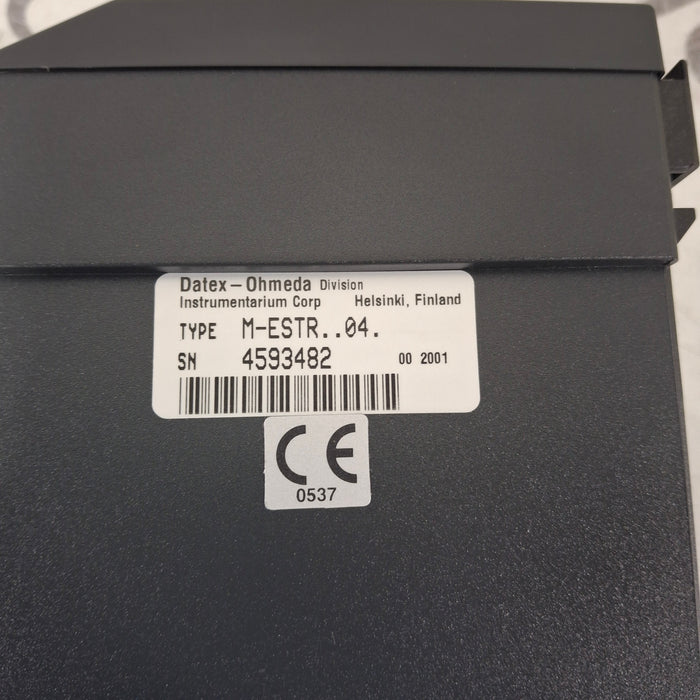 Datex-Ohmeda Division
Instrumentarium Corp Helsinki, Finland
TYPE M-ESTR..04.
SN 4593482 00 2001
CE
0537